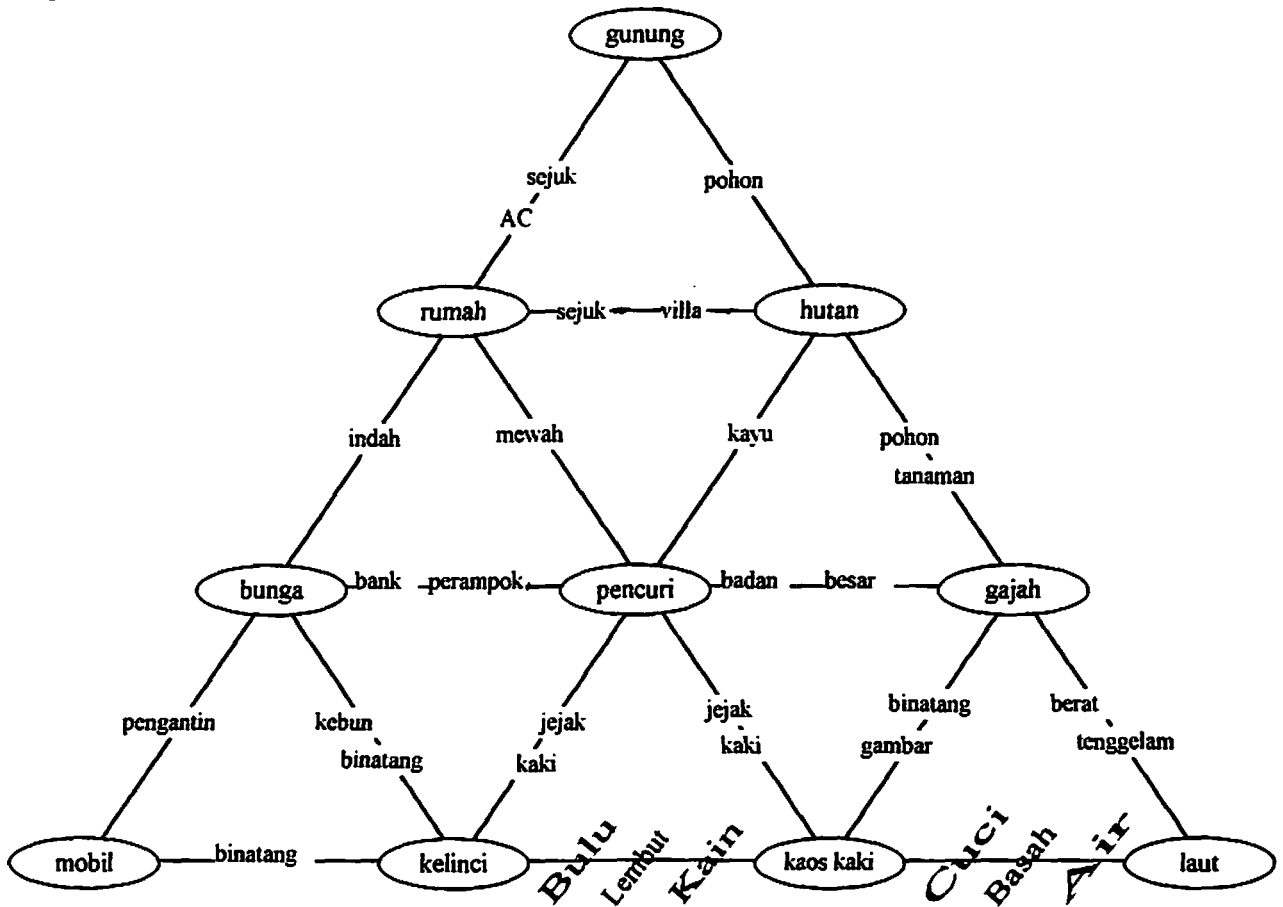 gunung
sejuk
pohon
AC
rumah
sejuk
villa
hutan
indah
mewah
kayu
pohon
tanaman
bunga
bank
perampok
pencuri
badan
besar
gajah
pengantin
kebun
binatang
jejak
kaki
jejak
kaki
binatang
gambar
berat
tenggelam
mobil
binatang
kelinci
Bulu
Lembut
Kain
kaos kaki
Cuci
Basah
Air
laut